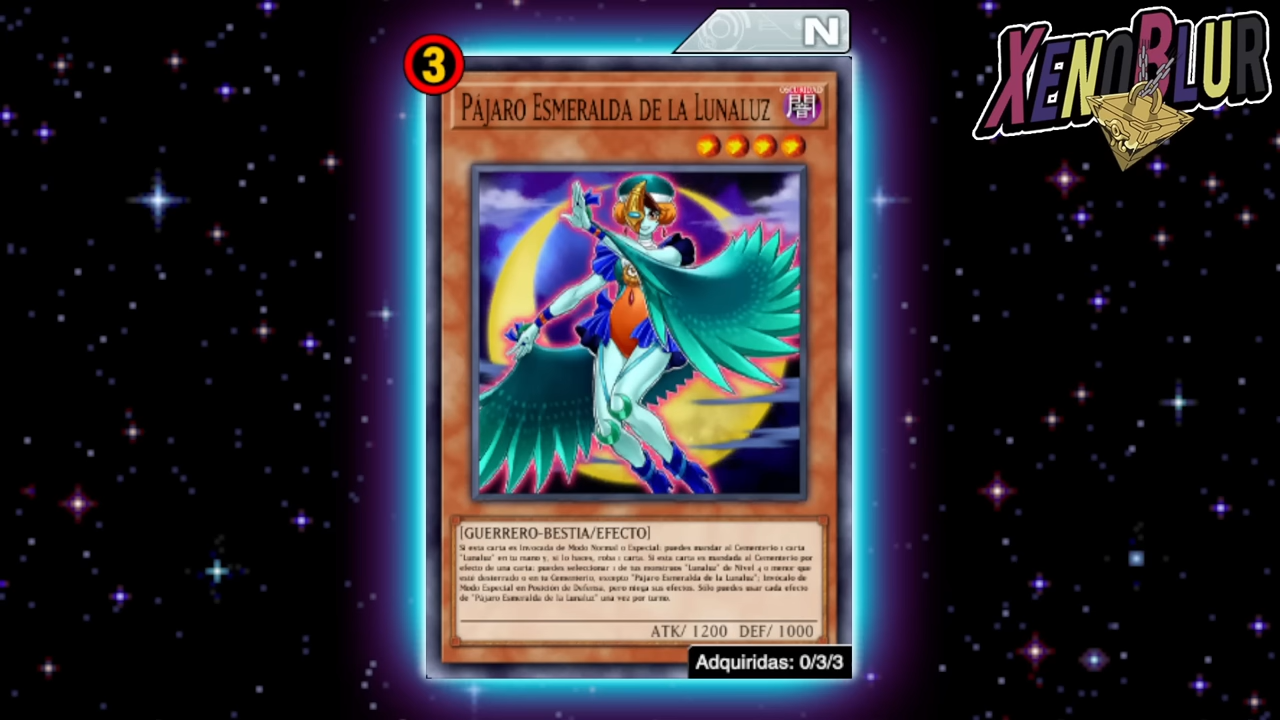 N
XENOBLUR
3
PÁJARO ESMERALDA DE LA LUNALUZ
OSCURIDAD
闇
[GUERRERO-BESTIA/EFECTO]
Si esta carta es Invocada de Modo Normal o Especial: puedes mandar al Cementerio 1 carta
"Lunaluz" en tu mano y, si lo haces, roba 1 carta. Si esta carta es mandada al Cementerio por
efecto de una carta: puedes seleccionar 1 de tus monstruos "Lunaluz" de Nivel 4 o menor que
esté desterrado o en tu Cementerio, excepto "Pájaro Esmeralda de la Lunaluz"; Invócalo de
Modo Especial en Posición de Defensa, pero niega sus efectos. Sólo puedes usar cada efecto
de "Pájaro Esmeralda de la Lunaluz" una vez por turno.
ATK/ 1200 DEF/ 1000
Adquiridas: 0/3/3